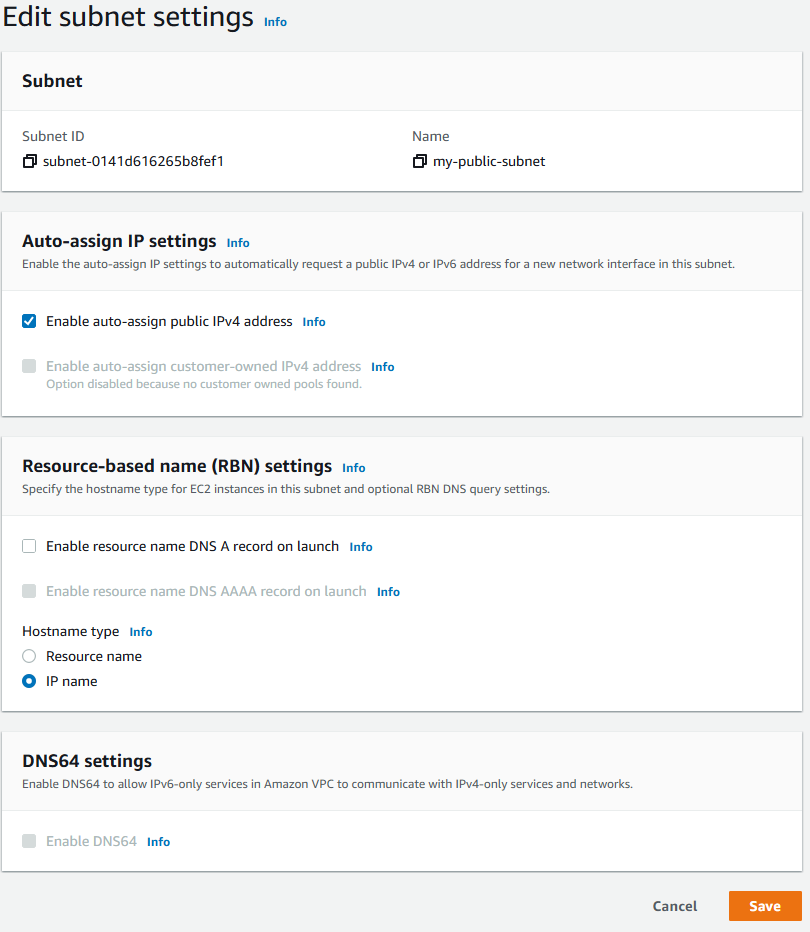 Edit subnet settings Info
Subnet
Subnet ID
subnet-0141d616265b8fef1
Name
my-public-subnet
Auto-assign IP settings Info
Enable the auto-assign IP settings to automatically request a public IPv4 or IPv6 address for a new network interface in this subnet.
Enable auto-assign public IPv4 address Info
Enable auto-assign customer-owned IPv4 address Info
Option disabled because no customer owned pools found.
Resource-based name (RBN) settings Info
Specify the hostname type for EC2 instances in this subnet and optional RBN DNS query settings.
Enable resource name DNS A record on launch Info
Enable resource name DNS AAAA record on launch Info
Hostname type Info
Resource name
IP name
DNS64 settings
Enable DNS64 to allow IPv6-only services in Amazon VPC to communicate with IPv4-only services and networks.
Enable DNS64 Info
Cancel
Save